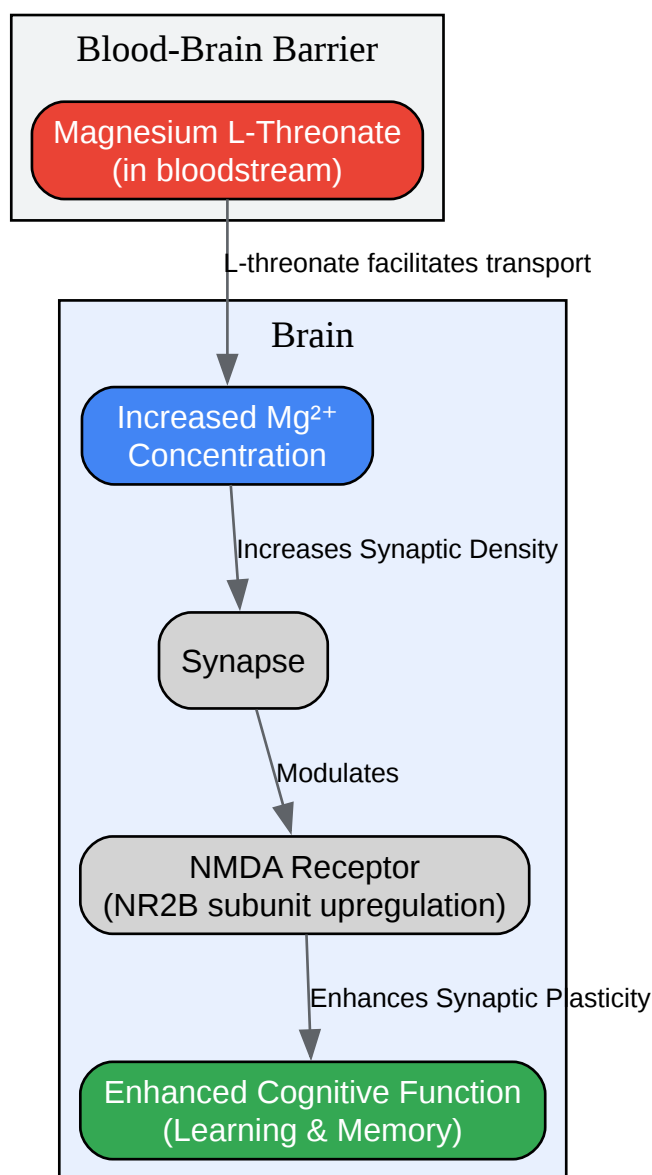 Blood-Brain Barrier
Magnesium L-Threonate
(in bloodstream)
L-threonate facilitates transport
Brain
Increased Mg²⁺
Concentration
Increases Synaptic Density
Synapse
Modulates
NMDA Receptor
(NR2B subunit upregulation)
Enhances Synaptic Plasticity
Enhanced Cognitive Function
(Learning & Memory)